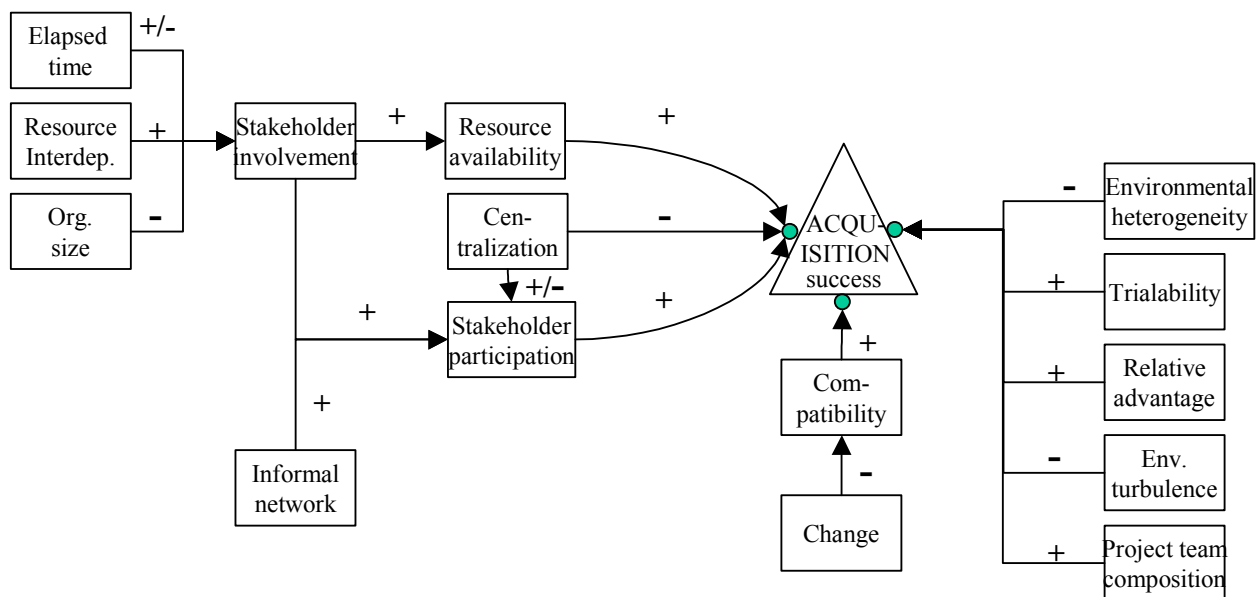 Elapsed
time
+/-
Resource
Interdep.
+
Org.
size
-
Stakeholder
involvement
+
Resource
availability
+
Cen-
tralization
-
+/-
+
Stakeholder
participation
+
+
Informal
network
ACQU-
ISITION
success
+
Com-
patibility
-
Change
-
Environmental
heterogeneity
+
Trialability
+
Relative
advantage
-
Env.
turbulence
+
Project team
composition